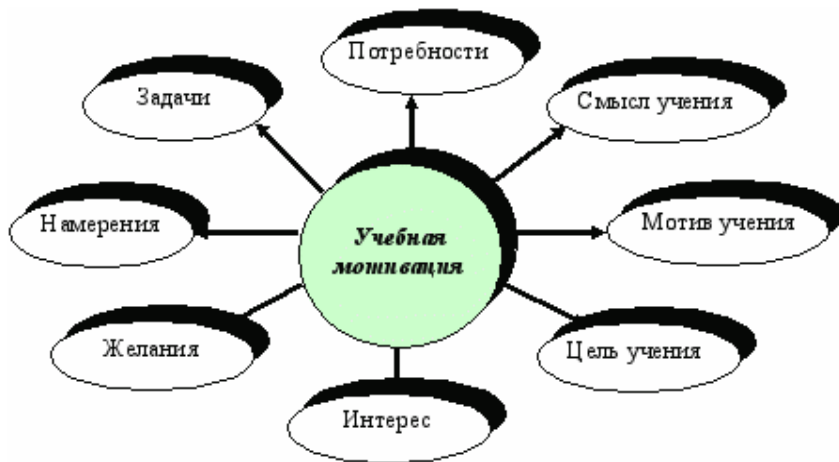 Потребности
Задачи
Смысл учения
Намерения
Учебная
мотивация
Мотив учения
Желания
Цель учения
Интерес